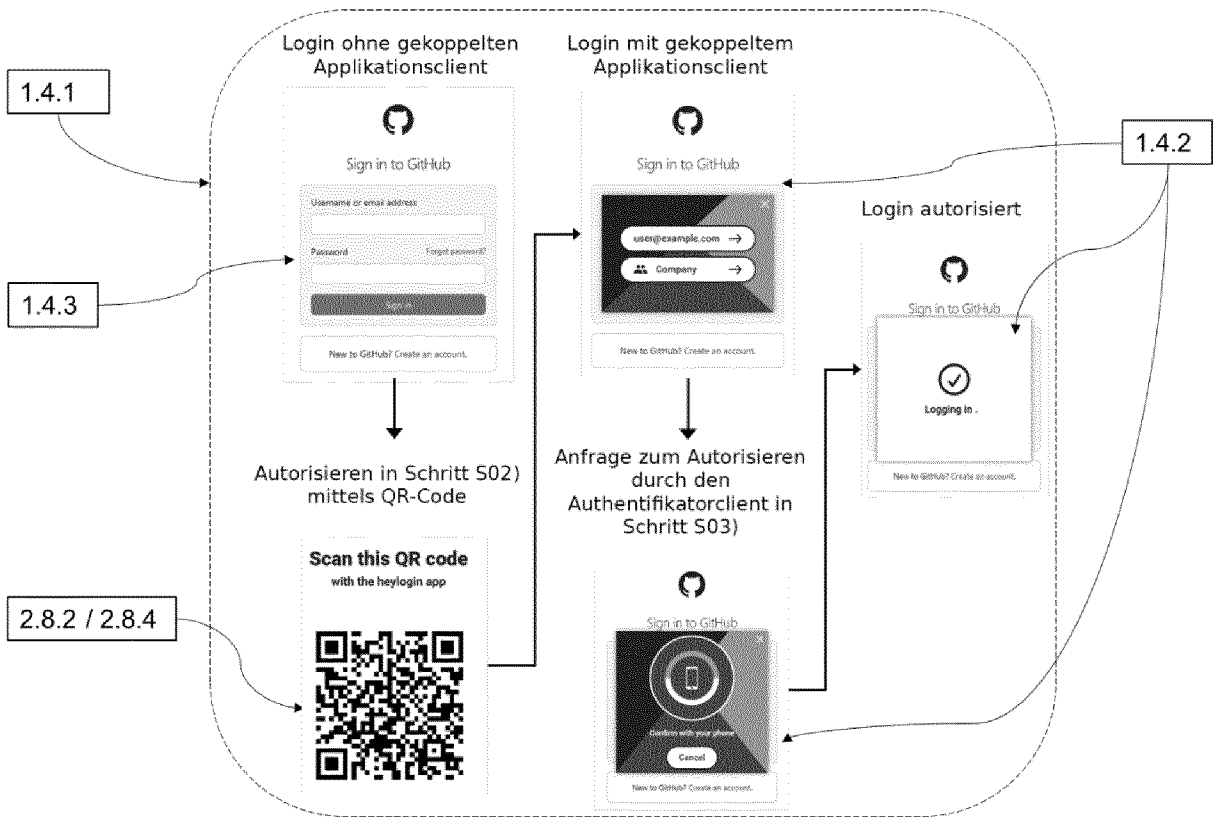 Login ohne gekoppelten
Applikationsclient
Login mit gekoppeltem
Applikationsclient
1.4.1
1.4.2
Sign in to GitHub
Username or email address
Password
Forgot password?
Sign in
New to GitHub? Create an account.
1.4.3
Sign in to GitHub
user@example.com
Company
New to GitHub? Create an account.
Login autorisiert
Sign in to GitHub
Logging in .
New to GitHub? Create an account.
Autorisieren in Schritt S02)
mittels QR-Code
Anfrage zum Autorisieren
durch den
Authentifikatorclient in
Schritt S03)
2.8.2 / 2.8.4
Scan this QR code
with the heylogin app
Sign in to GitHub
Confirm with your phone
Cancel
New to GitHub? Create an account.